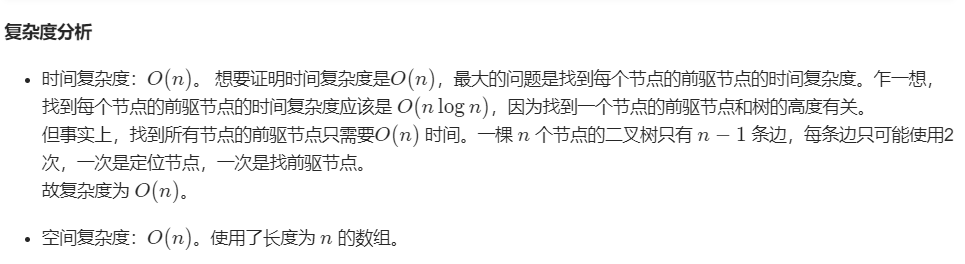 复杂度分析
• 时间复杂度：O(n)。 想要证明时间复杂度是O(n)，最大的问题是找到每个节点的前驱节点的时间复杂度。乍一想，
找到每个节点的前驱节点的时间复杂度应该是 O(n log n)，因为找到一个节点的前驱节点和树的高度有关。
但事实上，找到所有节点的前驱节点只需要O(n) 时间。一棵 n 个节点的二叉树只有 n − 1 条边，每条边只可能使用2
次，一次是定位节点，一次是找前驱节点。
故复杂度为 O(n)。
• 空间复杂度：O(n)。使用了长度为 n 的数组。